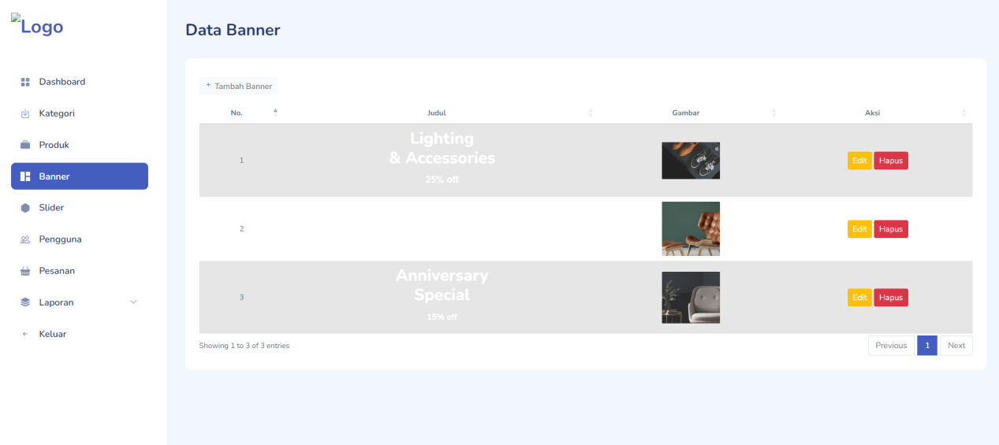 Logo
Data Banner
Dashboard
Kategori
Produk
Banner
Slider
Pengguna
Pesanan
Laporan
Keluar
+ Tambah Banner
No. Judul Gambar Aksi
Lighting
& Accessories
25% off
1 Edit Hapus
2 Edit Hapus
Anniversary
Special
15% off
3 Edit Hapus
Showing 1 to 3 of 3 entries
Previous 1 Next